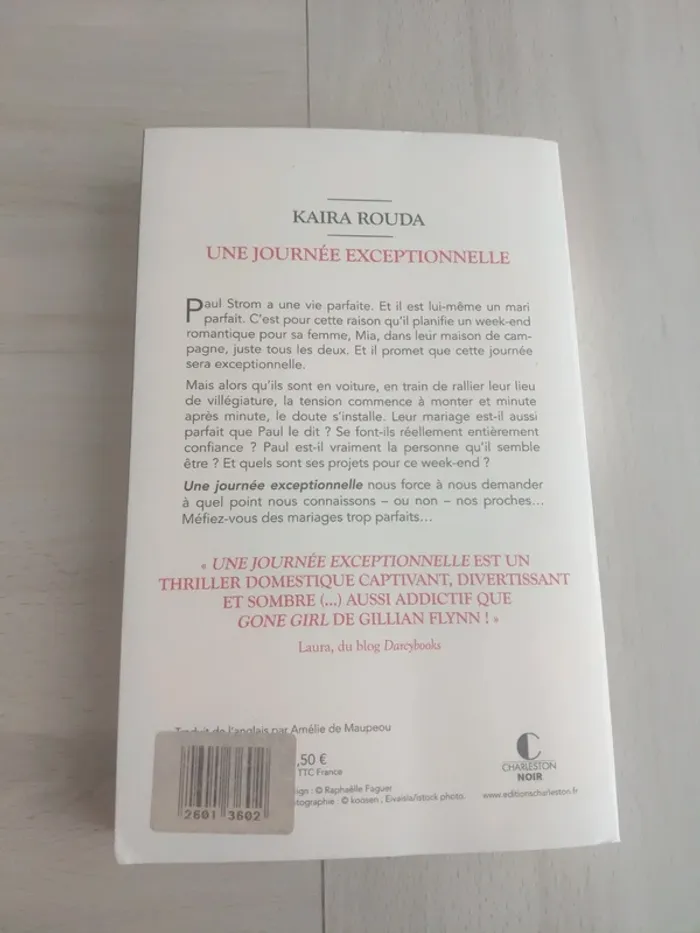 KAIRA ROUDA
UNE JOURNÉE EXCEPTIONNELLE
Paul Strom a une vie parfaite. Et il est lui-même un mari
parfait. C'est pour cette raison qu'il planifie un week-end
romantique pour sa femme, Mia, dans leur maison de cam-
pagne, juste tous les deux. Et il promet que cette journée
sera exceptionnelle.
Mais alors qu'ils sont en voiture, en train de rallier leur lieu
de villégiature, la tension commence à monter et minute
après minute, le doute s'installe. Leur mariage est-il aussi
parfait que Paul le dit ? Se font-ils réellement entièrement
confiance ? Paul est-il vraiment la personne qu'il semble
être ? Et quels sont ses projets pour ce week-end ?
Une journée exceptionnelle nous force à nous demander
à quel point nous connaissons – ou non – nos proches…
Méfiez-vous des mariages trop parfaits…
« UNE JOURNÉE EXCEPTIONNELLE EST UN
THRILLER DOMESTIQUE CAPTIVANT, DIVERTISSANT
ET SOMBRE (...) AUSSI ADDICTIF QUE
GONE GIRL DE GILLIAN FLYNN ! »
Laura, du blog Darcybooks
Traduit de l'anglais par Amélie de Maupeou
,50 €
TTC France
: © Raphaëlle Faguer
: © koosen , Eivaisla/istock photo.
2601 3602
CHARLESTON
NOIR
www.editionscharleston.fr